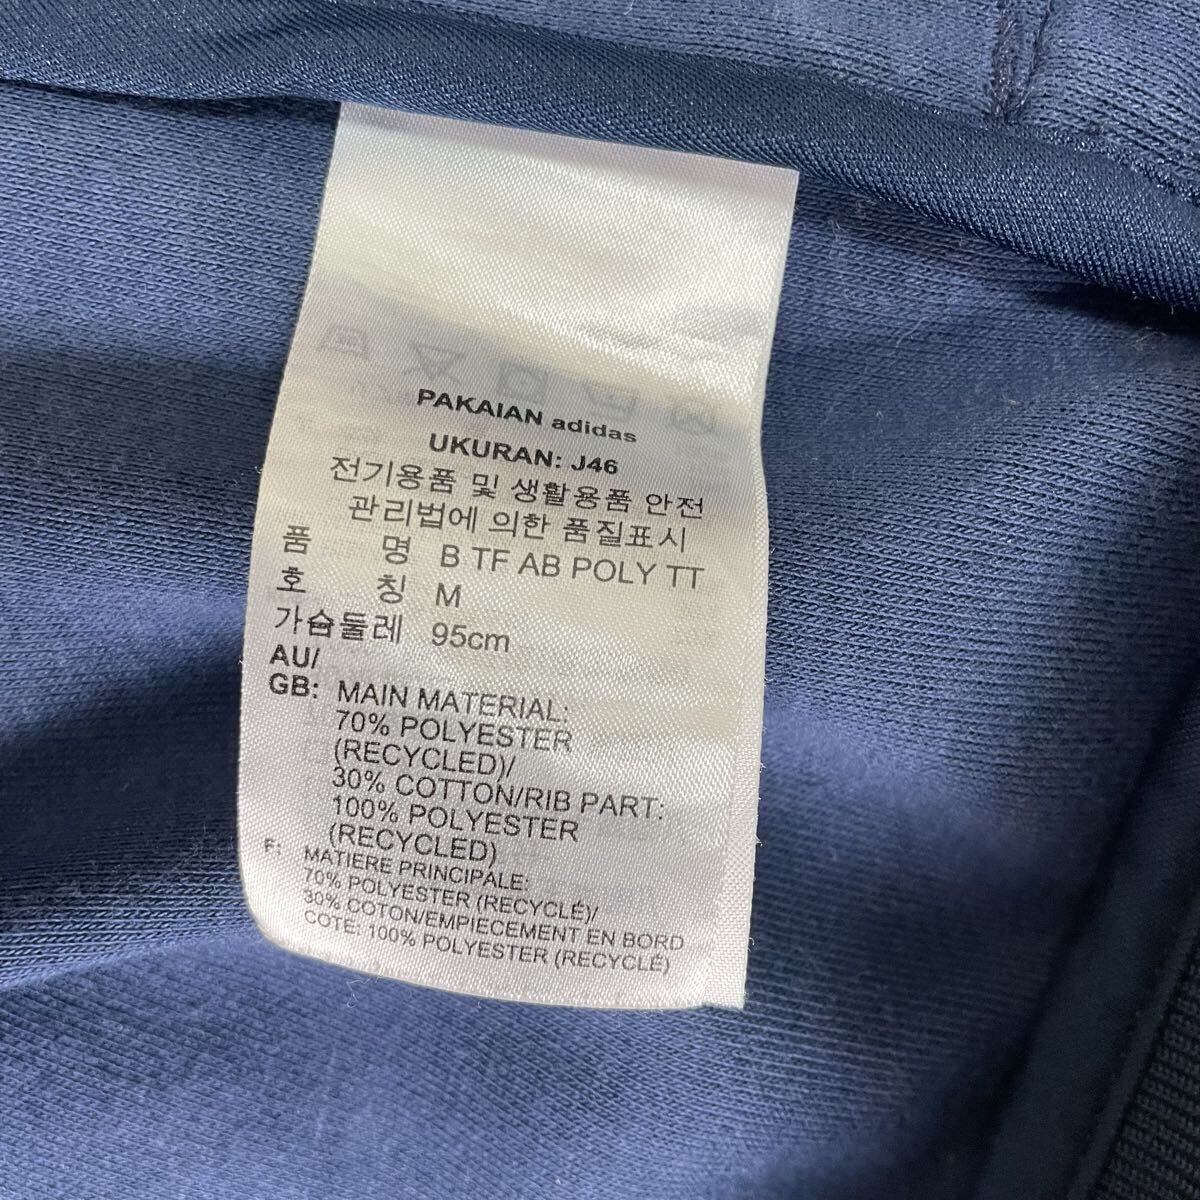 PAKAIAN adidas
UKURAN: J46
전기용품 및 생활용품 안전
관리법에 의한 품질표시
품 명 B TF AB POLY TT
호 칭 M
가슴둘레 95cm
AU/
GB: MAIN MATERIAL:
70% POLYESTER
(RECYCLED)/
30% COTTON/RIB PART:
100% POLYESTER
(RECYCLED)
F: MATIERE PRINCIPALE:
70% POLYESTER (RECYCLÉ)/
30% COTON/EMPIECEMENT EN BORD
COTE: 100% POLYESTER (RECYCLÉ)